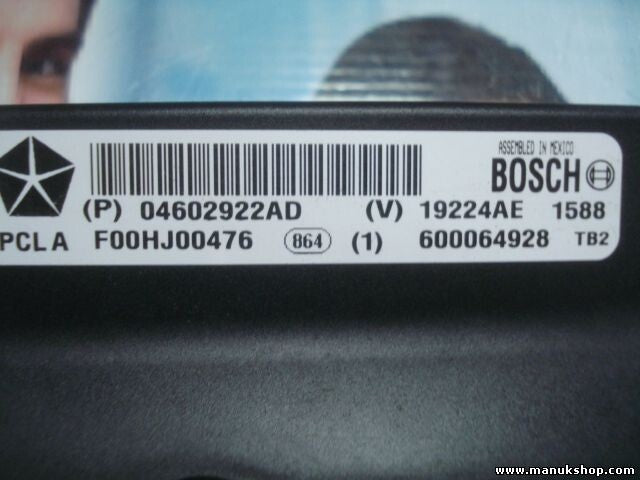 ASSEMBLED IN MEXICO
BOSCH
(P) 04602922AD (V) 19224AE 1588
PCLA F00HJ00476 864 (1) 600064928 TB2
www.manukshop.com